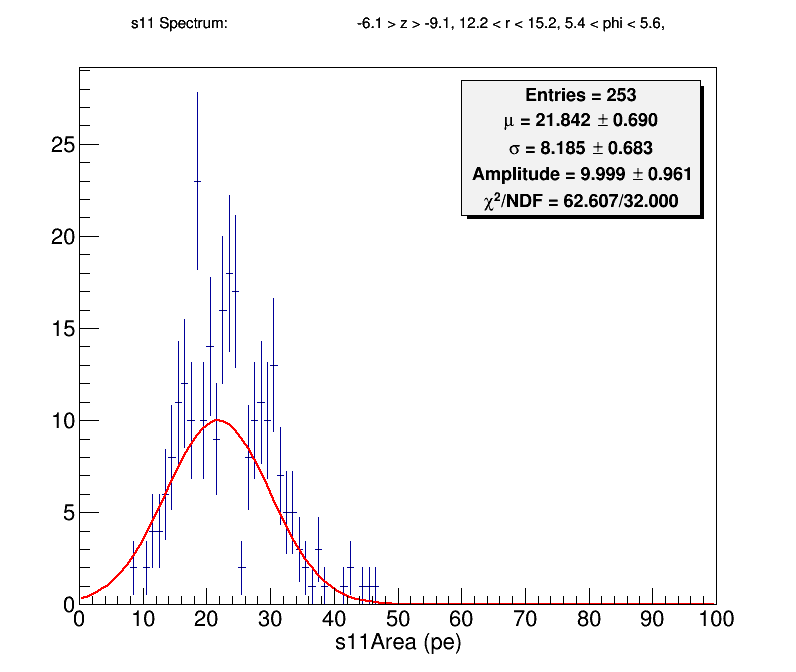 s11 Spectrum: -6.1 > z > -9.1, 12.2 < r < 15.2, 5.4 < phi < 5.6,
Entries = 253
μ = 21.842 ± 0.690
σ = 8.185 ± 0.683
Amplitude = 9.999 ± 0.961
χ²/NDF = 62.607/32.000
25
20
15
10
5
0
0 10 20 30 40 50 60 70 80 90 100
s11Area (pe)